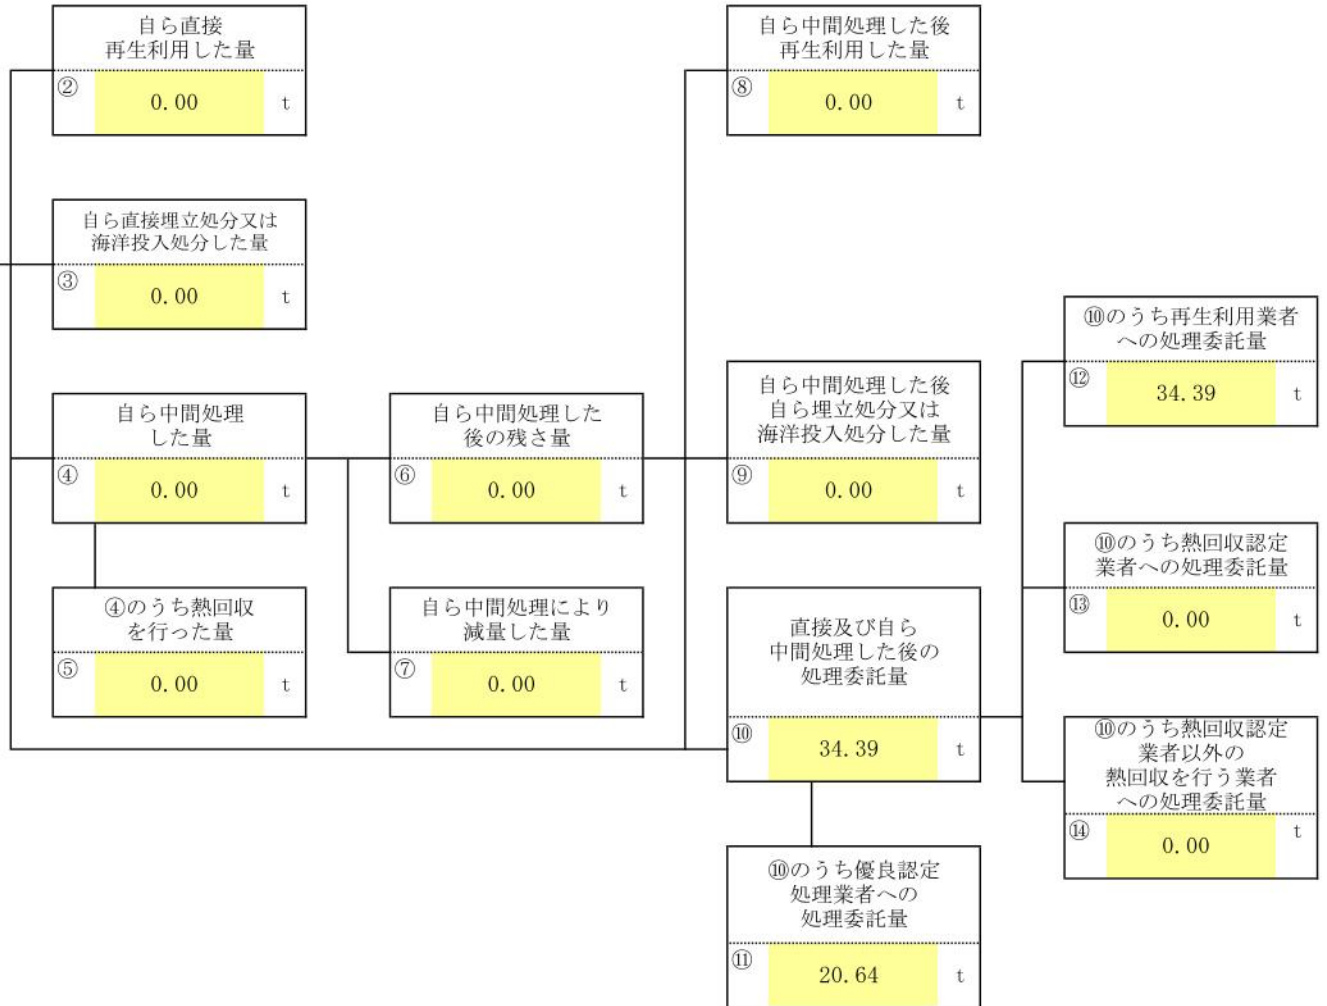 自ら直接
再生利用した量
②
0.00
t
自ら中間処理した後
再生利用した量
⑧
0.00
t
自ら直接埋立処分又は
海洋投入処分した量
③
0.00
t
⑩のうち再生利用業者
への処理委託量
⑫
34.39
t
自ら中間処理
した量
④
0.00
t
自ら中間処理した
後の残さ量
⑥
0.00
t
自ら中間処理した後
自ら埋立処分又は
海洋投入処分した量
⑨
0.00
t
⑩のうち熱回収認定
業者への処理委託量
⑬
0.00
t
④のうち熱回収
を行った量
⑤
0.00
t
自ら中間処理により
減量した量
⑦
0.00
t
直接及び自ら
中間処理した後の
処理委託量
⑩
34.39
t
⑩のうち熱回収認定
業者以外の
熱回収を行う業者
への処理委託量
⑭
0.00
t
⑩のうち優良認定
処理業者への
処理委託量
⑪
20.64
t